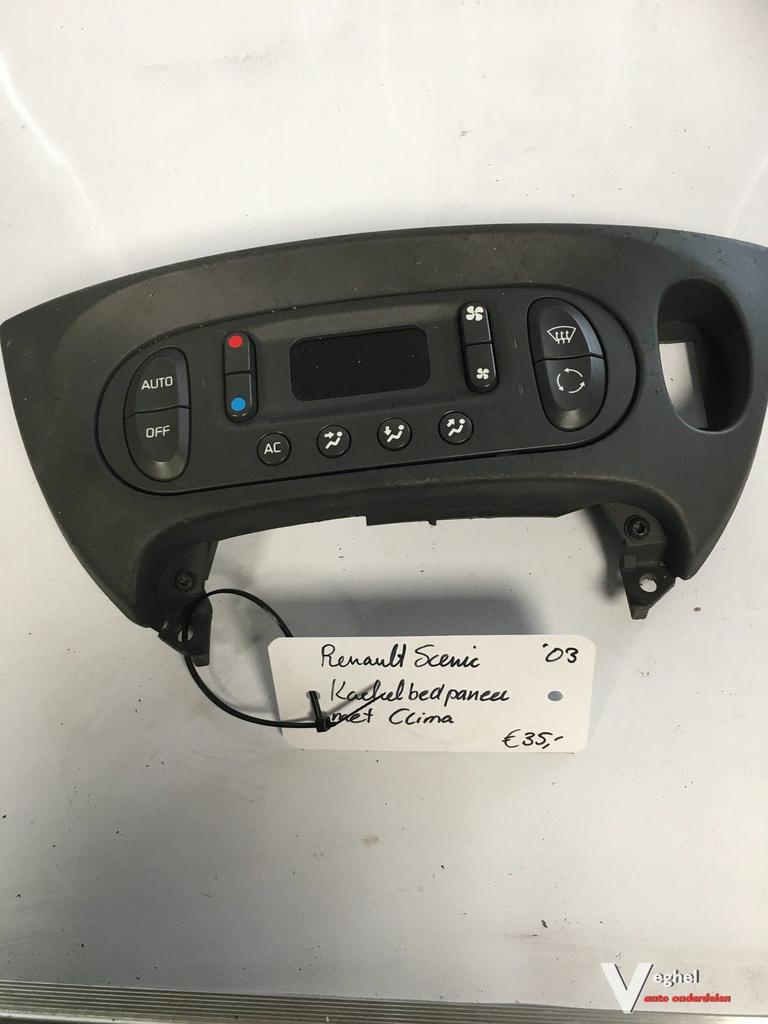 AUTO
OFF
AC
Renault Scenic '03
Kachelbedpaneel
met Clima
€35,-
Veghel
auto onderdelen